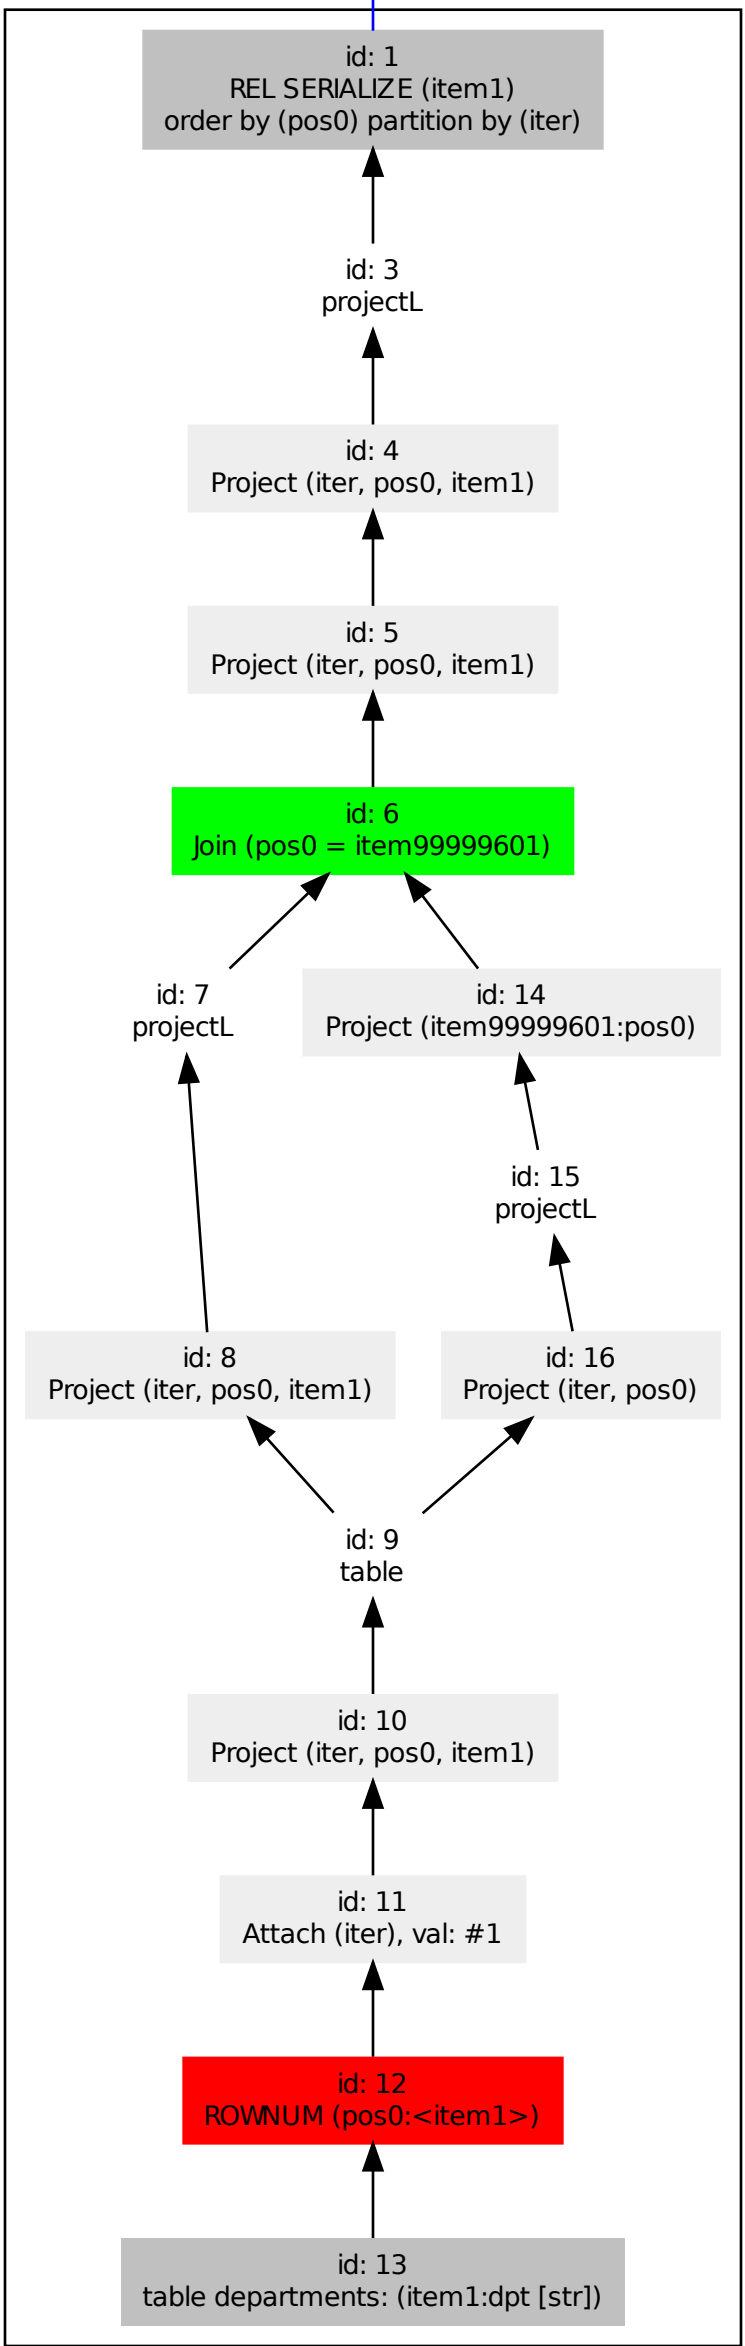 id: 1
REL SERIALIZE (item1)
order by (pos0) partition by (iter)
id: 3
projectL
id: 4
Project (iter, pos0, item1)
id: 5
Project (iter, pos0, item1)
id: 6
Join (pos0 = item99999601)
id: 7
projectL
id: 14
Project (item99999601:pos0)
id: 15
projectL
id: 8
Project (iter, pos0, item1)
id: 16
Project (iter, pos0)
id: 9
table
id: 10
Project (iter, pos0, item1)
id: 11
Attach (iter), val: #1
id: 12
ROWNUM (pos0:<item1>)
id: 13
table departments: (item1:dpt [str])